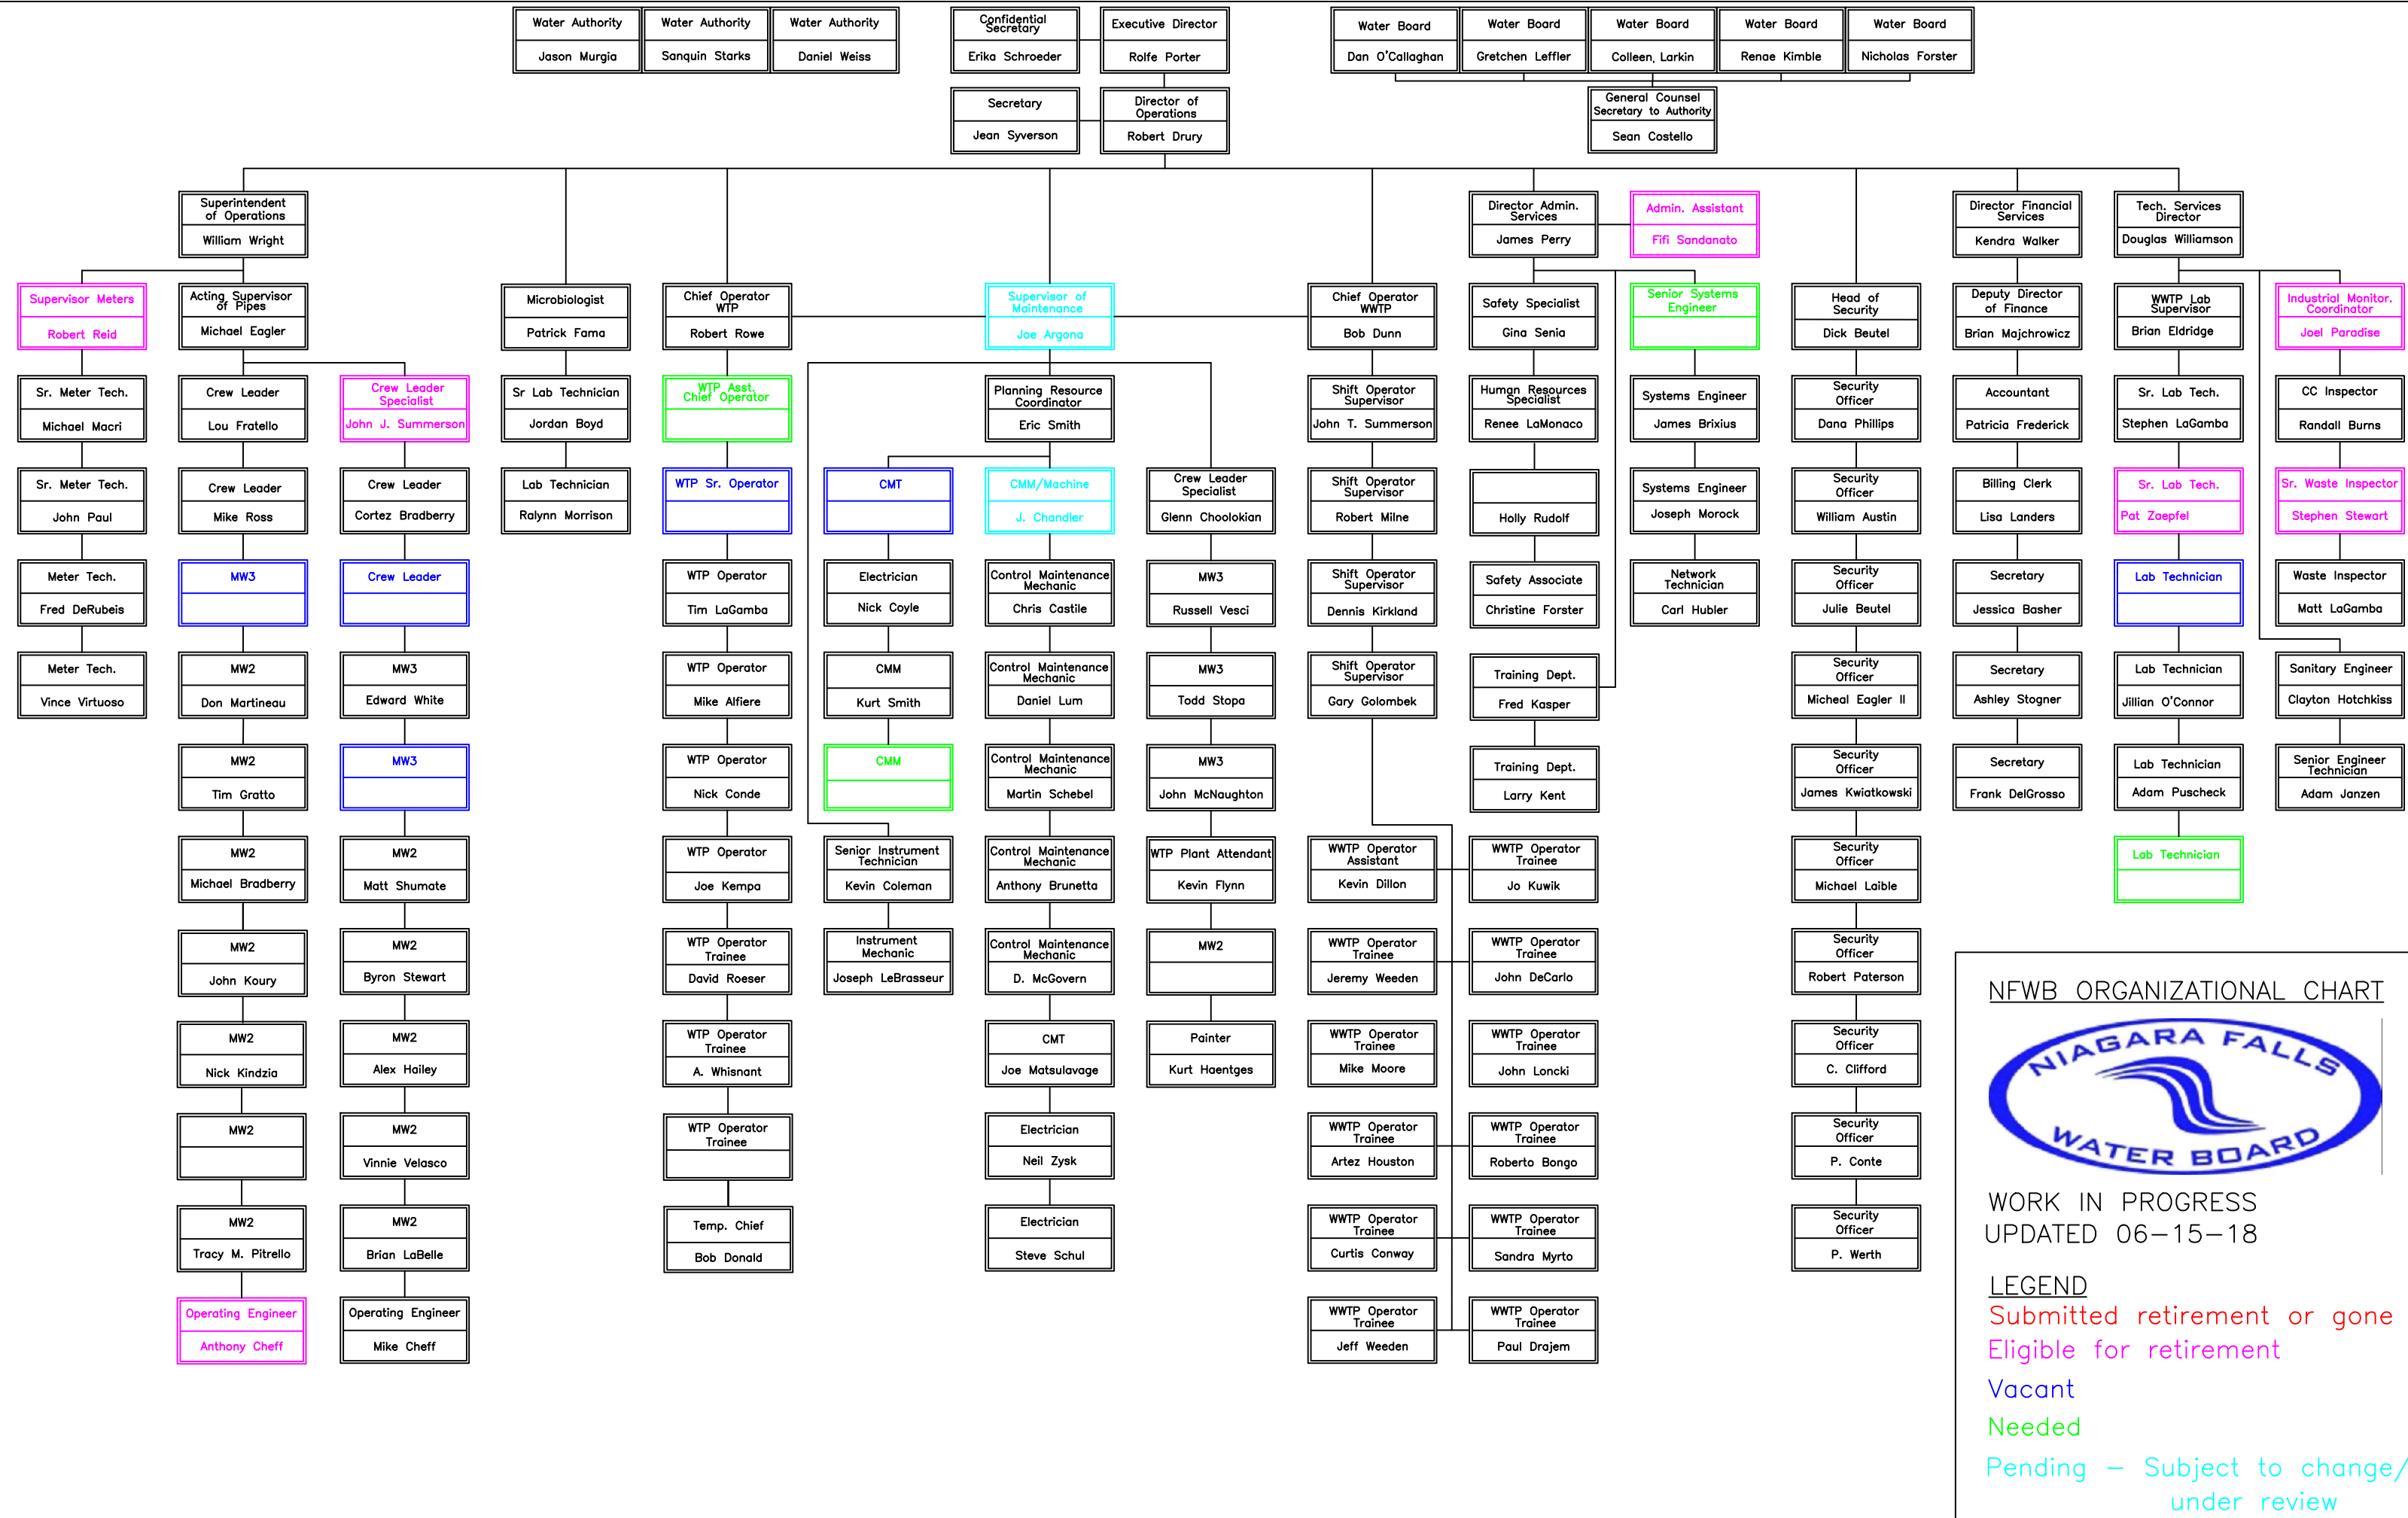 Water Authority
Jason Murgia
Water Authority
Sanquin Starks
Water Authority
Daniel Weiss
Confidential
Secretary
Erika Schroeder
Executive Director
Rolfe Porter
Water Board
Dan O'Callaghan
Water Board
Gretchen Leffler
Water Board
Colleen, Larkin
Water Board
Renae Kimble
Water Board
Nicholas Forster
Secretary
Jean Syverson
Director of
Operations
Robert Drury
General Counsel
Secretary to Authority
Sean Costello
Superintendent
of Operations
William Wright
Director Admin.
Services
James Perry
Admin. Assistant
Fifi Sandanato
Director Financial
Services
Kendra Walker
Tech. Services
Director
Douglas Williamson
Supervisor Meters
Robert Reid
Acting Supervisor
of Pipes
Michael Eagler
Microbiologist
Patrick Fama
Chief Operator
WTP
Robert Rowe
Supervisor of
Maintenance
Joe Argona
Chief Operator
WWTP
Bob Dunn
Safety Specialist
Gina Senia
Senior Systems
Engineer
Head of
Security
Dick Beutel
Deputy Director
of Finance
Brian Majchrowicz
WWTP Lab
Supervisor
Brian Eldridge
Industrial Monitor.
Coordinator
Joel Paradise
Sr. Meter Tech.
Michael Macri
Crew Leader
Lou Fratello
Crew Leader
Specialist
John J. Summerson
Sr Lab Technician
Jordan Boyd
WTP Asst.
Chief Operator
Planning Resource
Coordinator
Eric Smith
Shift Operator
Supervisor
John T. Summerson
Human Resources
Specialist
Renee LaMonaco
Systems Engineer
James Brixius
Security
Officer
Dana Phillips
Accountant
Patricia Frederick
Sr. Lab Tech.
Stephen LaGamba
CC Inspector
Randall Burns
Sr. Meter Tech.
John Paul
Crew Leader
Mike Ross
Crew Leader
Cortez Bradberry
Lab Technician
Ralynn Morrison
WTP Sr. Operator
CMT
CMM/Machine
J. Chandler
Crew Leader
Specialist
Glenn Choolokian
Shift Operator
Supervisor
Robert Milne
Holly Rudolf
Systems Engineer
Joseph Morock
Security
Officer
William Austin
Billing Clerk
Lisa Landers
Sr. Lab Tech.
Pat Zaepfel
Sr. Waste Inspector
Stephen Stewart
Meter Tech.
Fred DeRubeis
MW3
Crew Leader
WTP Operator
Tim LaGamba
Electrician
Nick Coyle
Control Maintenance
Mechanic
Chris Castile
MW3
Russell Vesci
Shift Operator
Supervisor
Dennis Kirkland
Safety Associate
Christine Forster
Network
Technician
Carl Hubler
Security
Officer
Julie Beutel
Secretary
Jessica Basher
Lab Technician
Waste Inspector
Matt LaGamba
Meter Tech.
Vince Virtuoso
MW2
Don Martineau
MW3
Edward White
WTP Operator
Mike Alfiere
CMM
Kurt Smith
Control Maintenance
Mechanic
Daniel Lum
MW3
Todd Stopa
Shift Operator
Supervisor
Gary Golombek
Training Dept.
Fred Kasper
Security
Officer
Micheal Eagler II
Secretary
Ashley Stogner
Lab Technician
Jillian O'Connor
Sanitary Engineer
Clayton Hotchkiss
MW2
Tim Gratto
MW3
WTP Operator
Nick Conde
CMM
Control Maintenance
Mechanic
Martin Schebel
MW3
John McNaughton
Training Dept.
Larry Kent
Security
Officer
James Kwiatkowski
Secretary
Frank DelGrosso
Lab Technician
Adam Puscheck
Senior Engineer
Technician
Adam Janzen
MW2
Michael Bradberry
MW2
Matt Shumate
WTP Operator
Joe Kempa
Senior Instrument
Technician
Kevin Coleman
Control Maintenance
Mechanic
Anthony Brunetta
WTP Plant Attendant
Kevin Flynn
WWTP Operator
Assistant
Kevin Dillon
WWTP Operator
Trainee
Jo Kuwik
Security
Officer
Michael Laible
Lab Technician
MW2
John Koury
MW2
Byron Stewart
WTP Operator
Trainee
David Roeser
Instrument
Mechanic
Joseph LeBrasseur
Control Maintenance
Mechanic
D. McGovern
MW2
WWTP Operator
Trainee
Jeremy Weeden
WWTP Operator
Trainee
John DeCarlo
Security
Officer
Robert Paterson
MW2
Nick Kindzia
MW2
Alex Hailey
WTP Operator
Trainee
A. Whisnant
CMT
Joe Matsulavage
Painter
Kurt Haentges
WWTP Operator
Trainee
Mike Moore
WWTP Operator
Trainee
John Loncki
Security
Officer
C. Clifford
MW2
MW2
Vinnie Velasco
WTP Operator
Trainee
Electrician
Neil Zysk
WWTP Operator
Trainee
Artez Houston
WWTP Operator
Trainee
Roberto Bongo
Security
Officer
P. Conte
MW2
Tracy M. Pitrello
MW2
Brian LaBelle
Temp. Chief
Bob Donald
Electrician
Steve Schul
WWTP Operator
Trainee
Curtis Conway
WWTP Operator
Trainee
Sandra Myrto
Security
Officer
P. Werth
Operating Engineer
Anthony Cheff
Operating Engineer
Mike Cheff
WWTP Operator
Trainee
Jeff Weeden
WWTP Operator
Trainee
Paul Drajem
NFWB ORGANIZATIONAL CHART
NIAGARA FALLS
WATER BOARD
WORK IN PROGRESS
UPDATED 06-15-18
LEGEND
Submitted retirement or gone
Eligible for retirement
Vacant
Needed
Pending - Subject to change/
under review